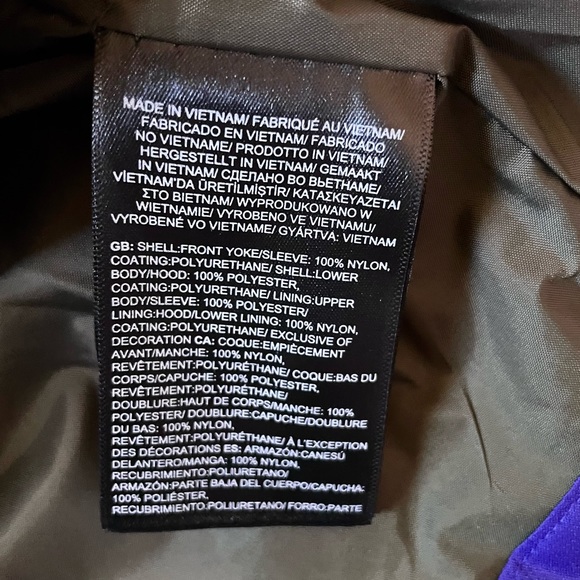 MADE IN VIETNAM/ FABRIQUÉ AU VIETNAM/
FABRICADO EN VIETNAM/ FABRICADO
NO VIETNAME/ PRODOTTO IN VIETNAM/
HERGESTELLT IN VIETNAM/ GEMAAKT
IN VIETNAM/ СДЕЛАНО ВО ВЬЕТНАМЕ/
VİETNAM'DA ÜRETİLMİŞTİR/ ΚΑΤΑΣΚΕΥΑΖΕΤΑΙ
ΣΤΟ ΒΙΕΤΝΑΜ/ WYPRODUKOWANO W
WIETNAMIE/ VYROBENO VE VIETNAMU/
VYROBENÉ VO VIETNAME/ GYÁRTVA: VIETNAM
GB: SHELL:FRONT YOKE/SLEEVE: 100% NYLON,
COATING:POLYURETHANE/ SHELL:LOWER
BODY/HOOD: 100% POLYESTER,
COATING:POLYURETHANE/ LINING:UPPER
BODY/SLEEVE: 100% POLYESTER/
LINING:HOOD/LOWER LINING: 100% NYLON,
COATING:POLYURETHANE/ EXCLUSIVE OF
DECORATION CA: COQUE:EMPIÈCEMENT
AVANT/MANCHE: 100% NYLON,
REVÊTEMENT:POLYURÉTHANE/ COQUE:BAS DU
CORPS/CAPUCHE: 100% POLYESTER,
REVÊTEMENT:POLYURÉTHANE/
DOUBLURE:HAUT DE CORPS/MANCHE: 100%
POLYESTER/ DOUBLURE:CAPUCHE/DOUBLURE
DU BAS: 100% NYLON,
REVÊTEMENT:POLYURÉTHANE/ À L'EXCEPTION
DES DÉCORATIONS ES: ARMAZÓN:CANESÚ
DELANTERO/MANGA: 100% NYLON,
RECUBRIMIENTO:POLIURETANO/
ARMAZÓN:PARTE BAJA DEL CUERPO/CAPUCHA:
100% POLIÉSTER,
RECUBRIMIENTO:POLIURETANO/ FORRO:PARTE